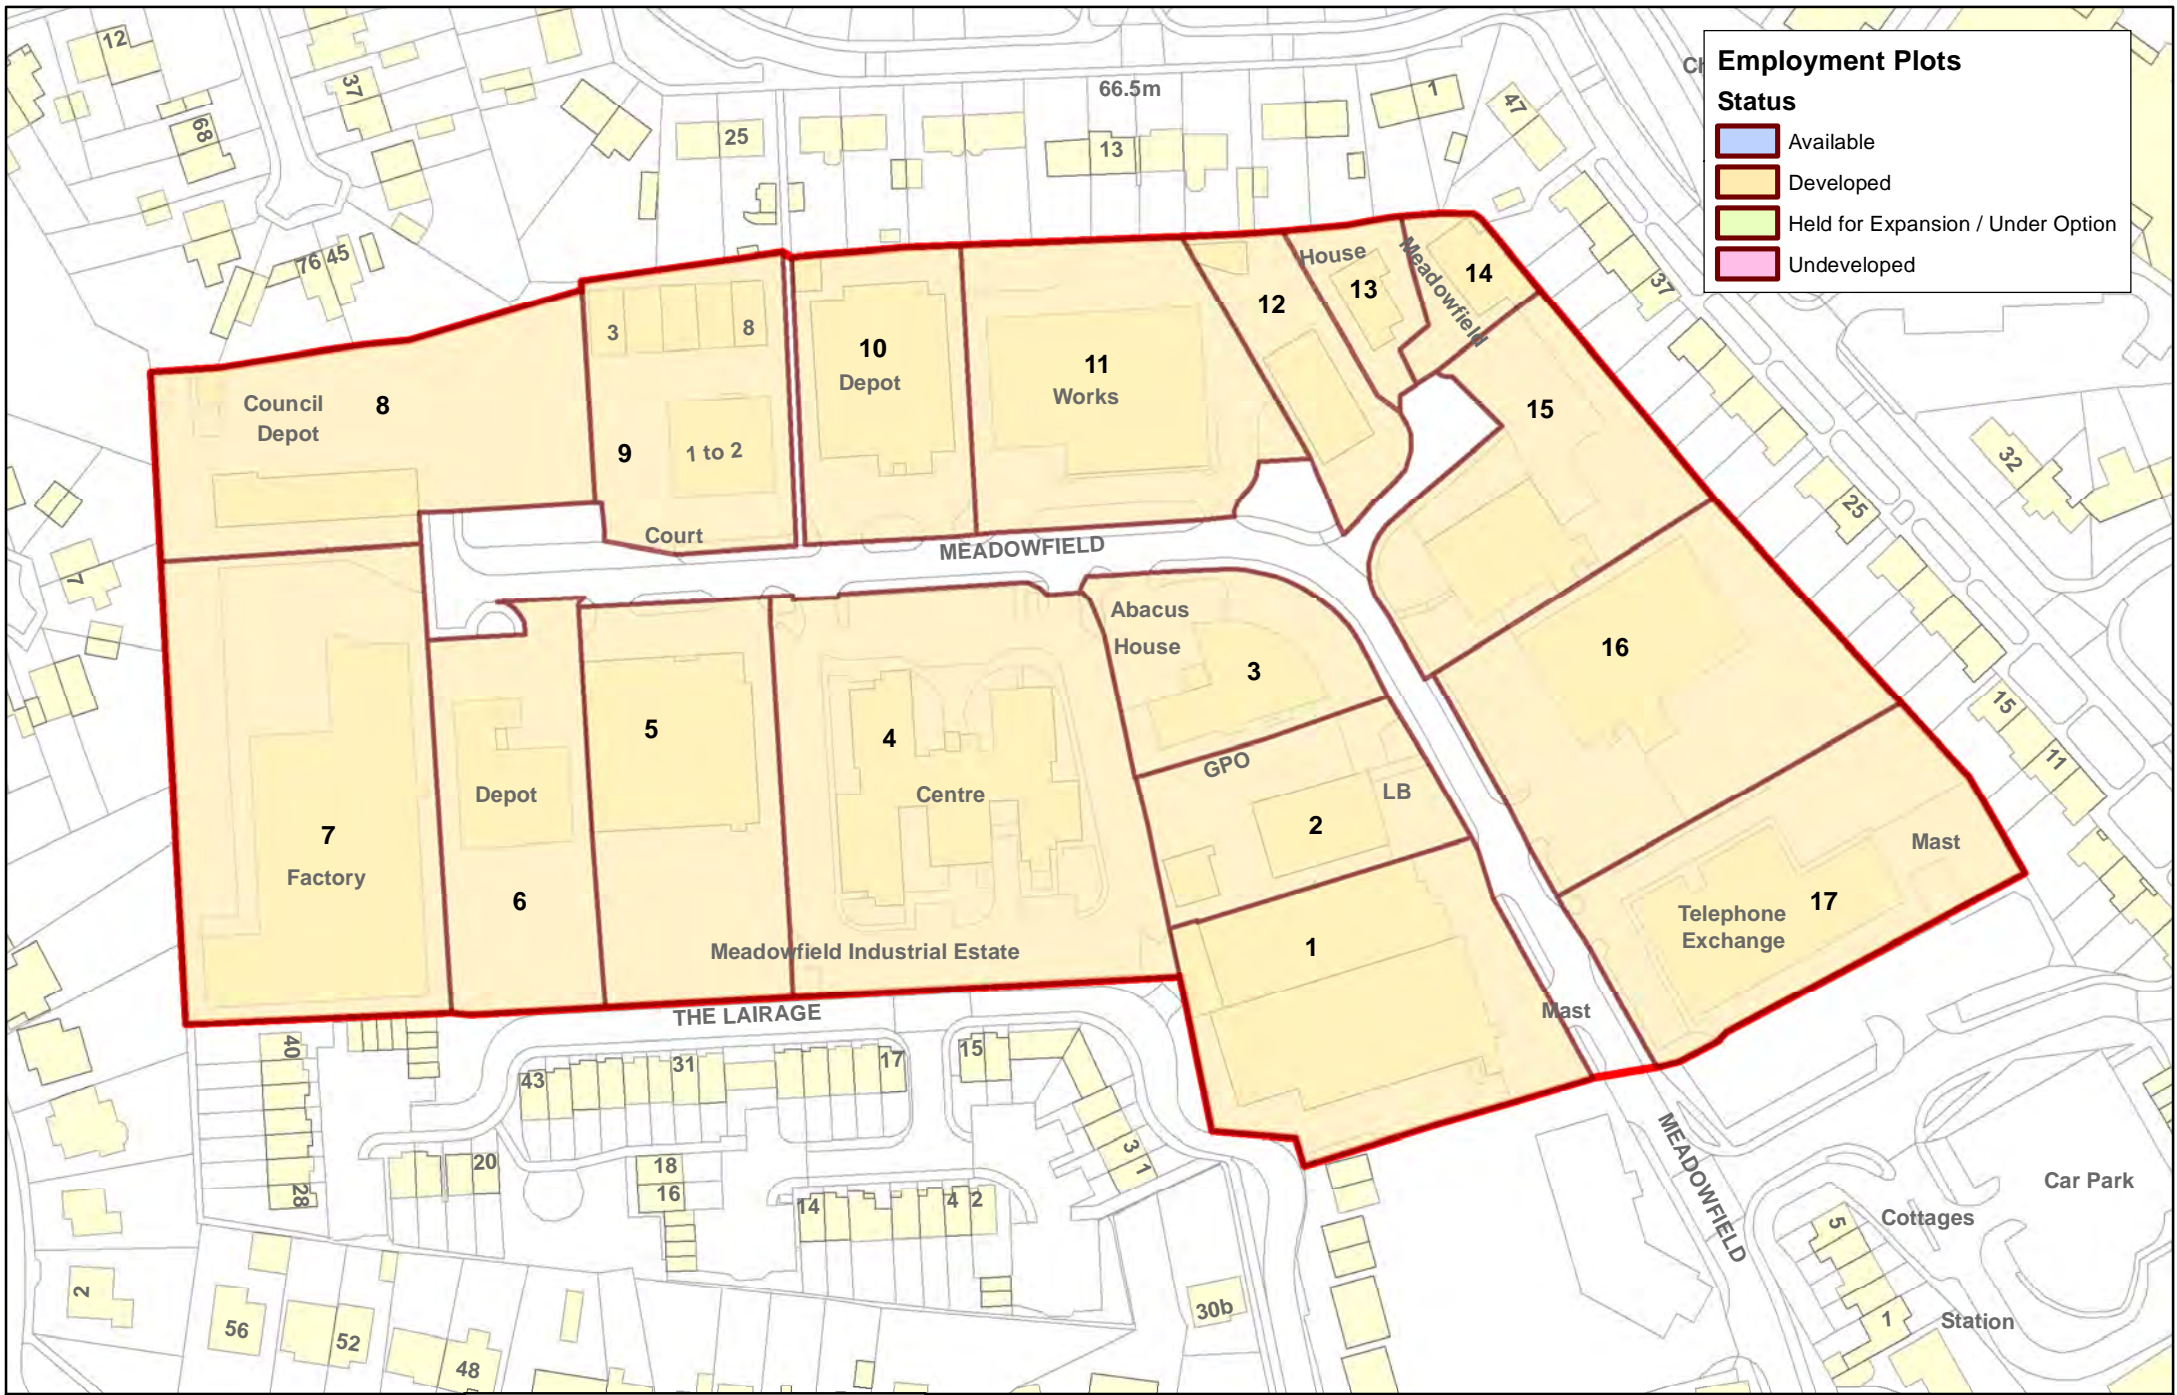 12
37
68
76
45
25
66.5m
13
1
47
Ch
Employment Plots
Status
Available
Developed
Held for Expansion / Under Option
Undeveloped
37
32
25
15
11
7
3
8
9
1 to 2
Court
Council
Depot
8
10
Depot
11
Works
12
House
13
Meadowfield
14
15
MEADOWFIELD
Abacus
House
3
16
GPO
LB
2
7
Factory
Depot
6
5
4
Centre
Meadowfield Industrial Estate
1
Mast
Telephone
Exchange
17
Mast
THE LAIRAGE
40
28
43
31
17
15
3
1
20
18
16
14
4
2
2
56
52
48
30b
MEADOWFIELD
Car Park
Cottages
5
1
Station